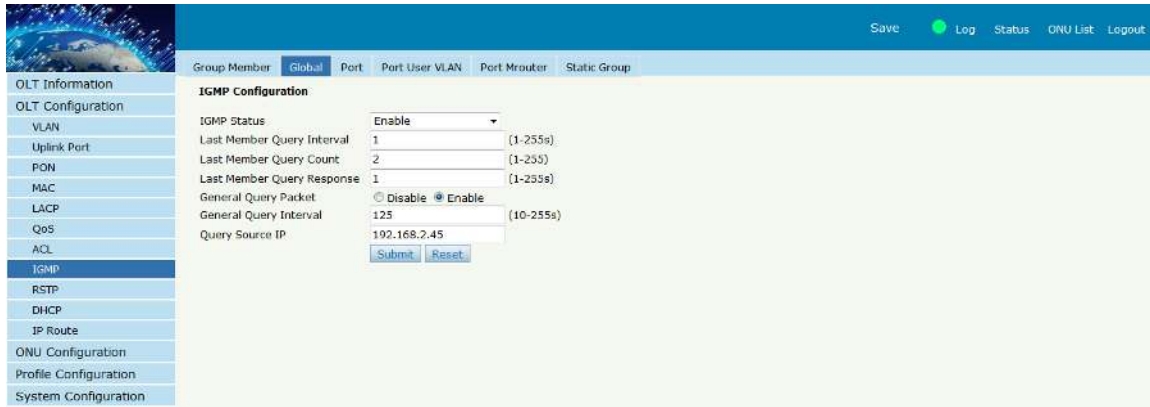 Save Log Status ONU List Logout
Group Member Global Port Port User VLAN Port Mrouter Static Group
OLT Information
OLT Configuration
VLAN
Uplink Port
PON
MAC
LACP
QoS
ACL
IGMP
RSTP
DHCP
IP Route
ONU Configuration
Profile Configuration
System Configuration
IGMP Configuration
IGMP Status Enable
Last Member Query Interval 1 (1-255s)
Last Member Query Count 2 (1-255)
Last Member Query Response 1 (1-255s)
General Query Packet Disable Enable
General Query Interval 125 (10-255s)
Query Source IP 192.168.2.45
Submit Reset